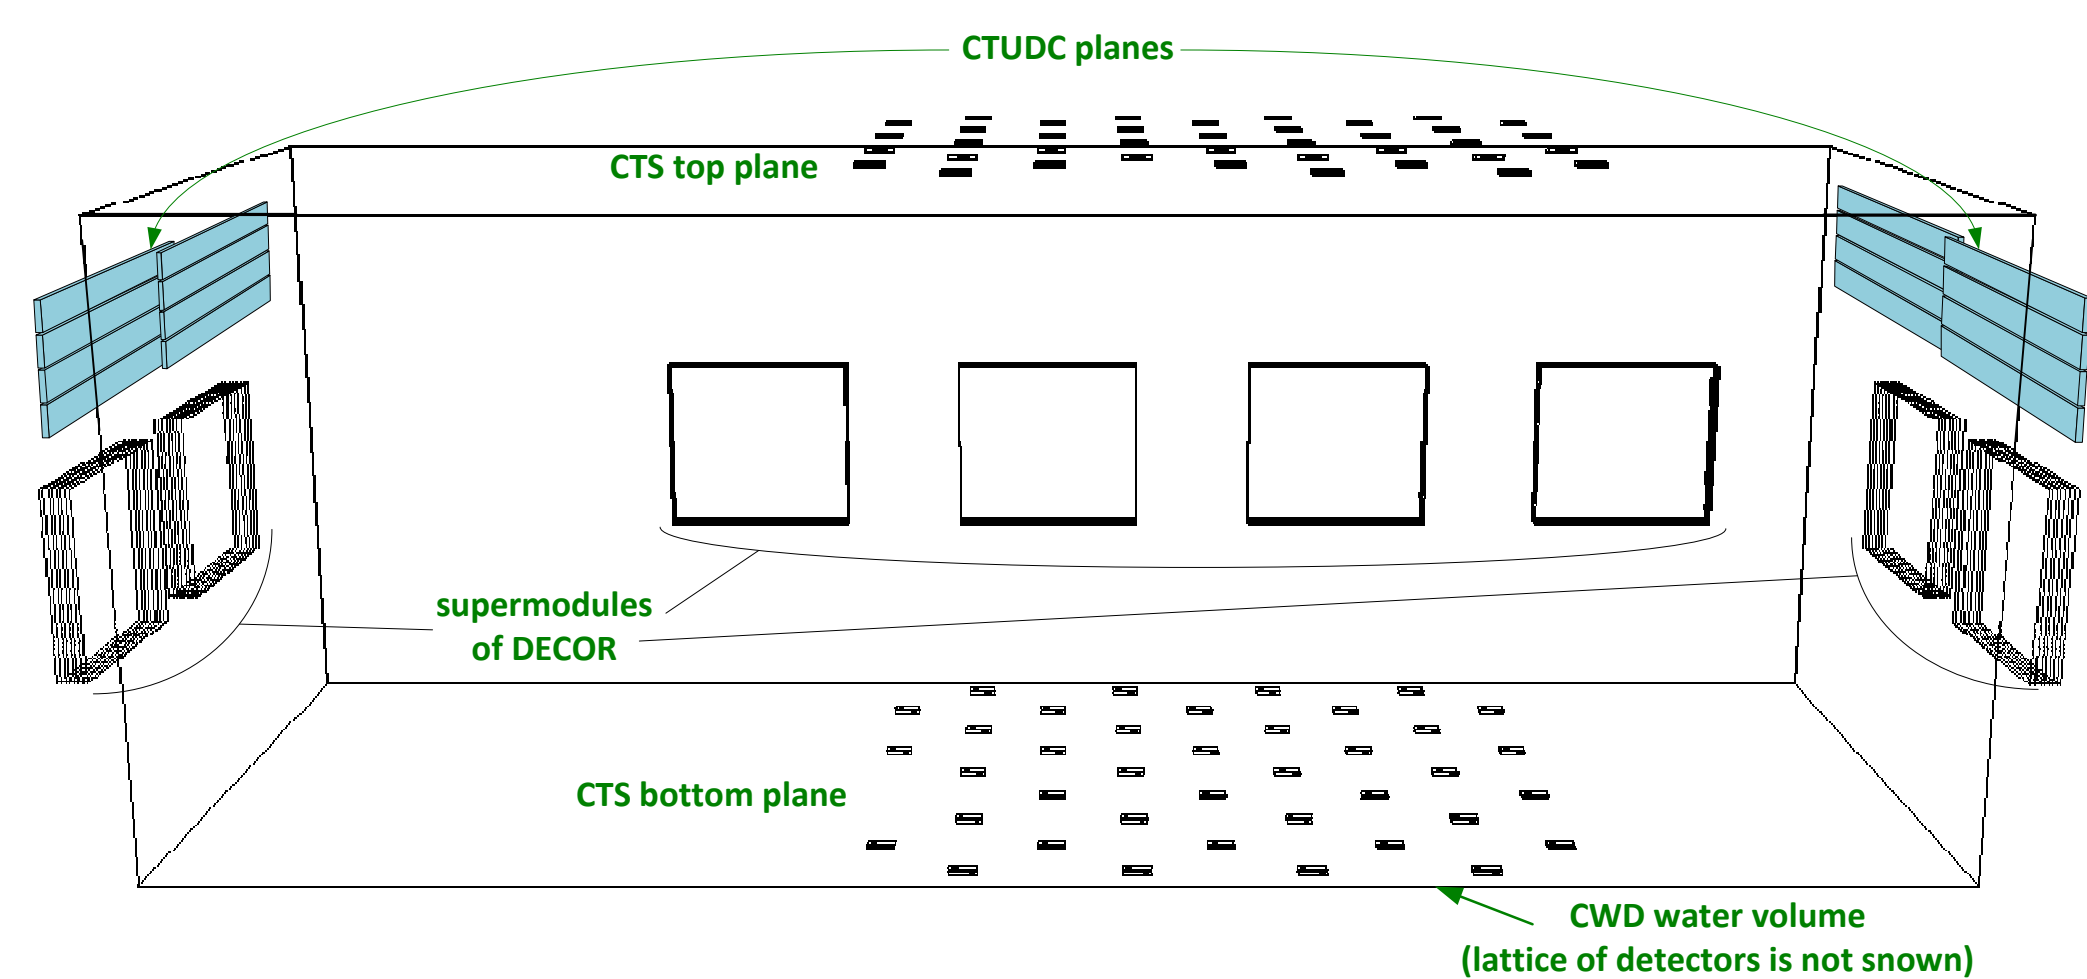 CTUDC planes
CTS top plane
supermodules
of DECOR
CTS bottom plane
CWD water volume
(lattice of detectors is not snown)